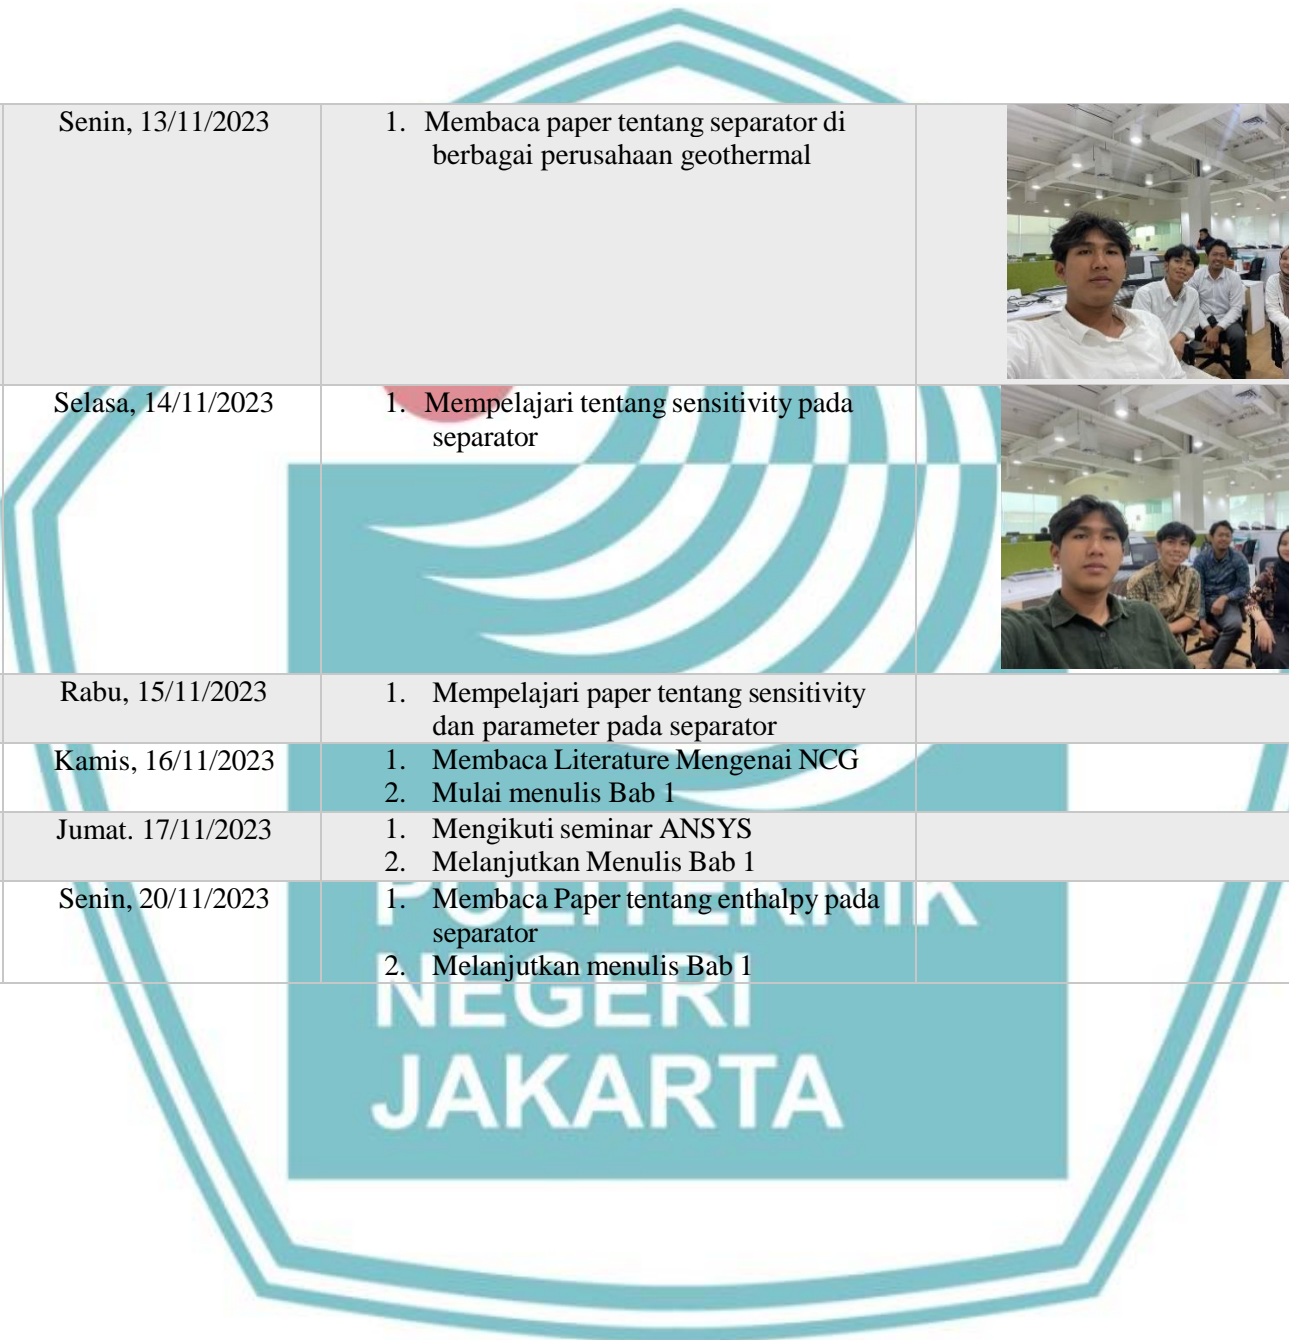 Senin, 13/11/2023
1. Membaca paper tentang separator di
berbagai perusahaan geothermal
Selasa, 14/11/2023
1. Mempelajari tentang sensitivity pada
separator
Rabu, 15/11/2023
1. Mempelajari paper tentang sensitivity
dan parameter pada separator
Kamis, 16/11/2023
1. Membaca Literature Mengenai NCG
2. Mulai menulis Bab 1
Jumat. 17/11/2023
1. Mengikuti seminar ANSYS
2. Melanjutkan Menulis Bab 1
Senin, 20/11/2023
1. Membaca Paper tentang enthalpy pada
separator
2. Melanjutkan menulis Bab 1
POLITEKNIK
NEGERI
JAKARTA